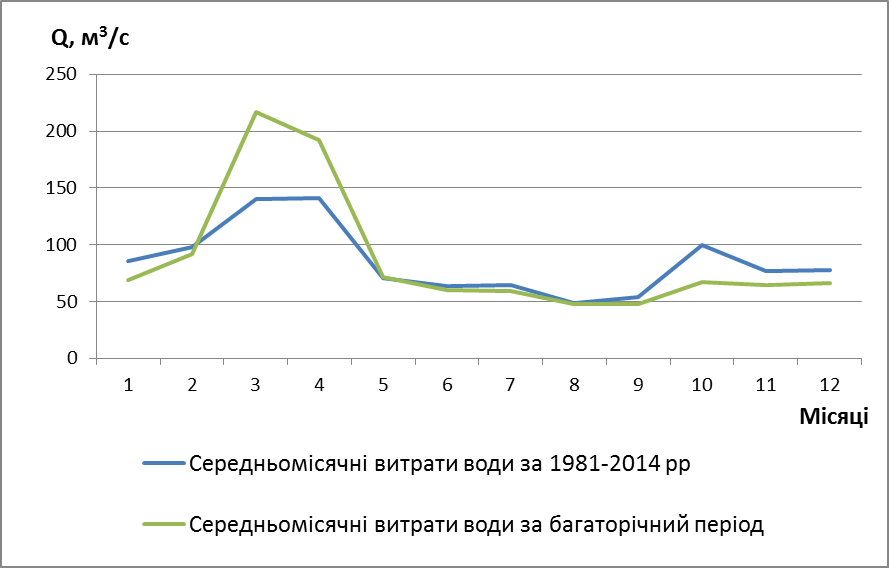 Q, м³/с
250
200
150
100
50
0
1 2 3 4 5 6 7 8 9 10 11 12
Місяці
Середньомісячні витрати води за 1981-2014 рр
Середньомісячні витрати води за багаторічний період